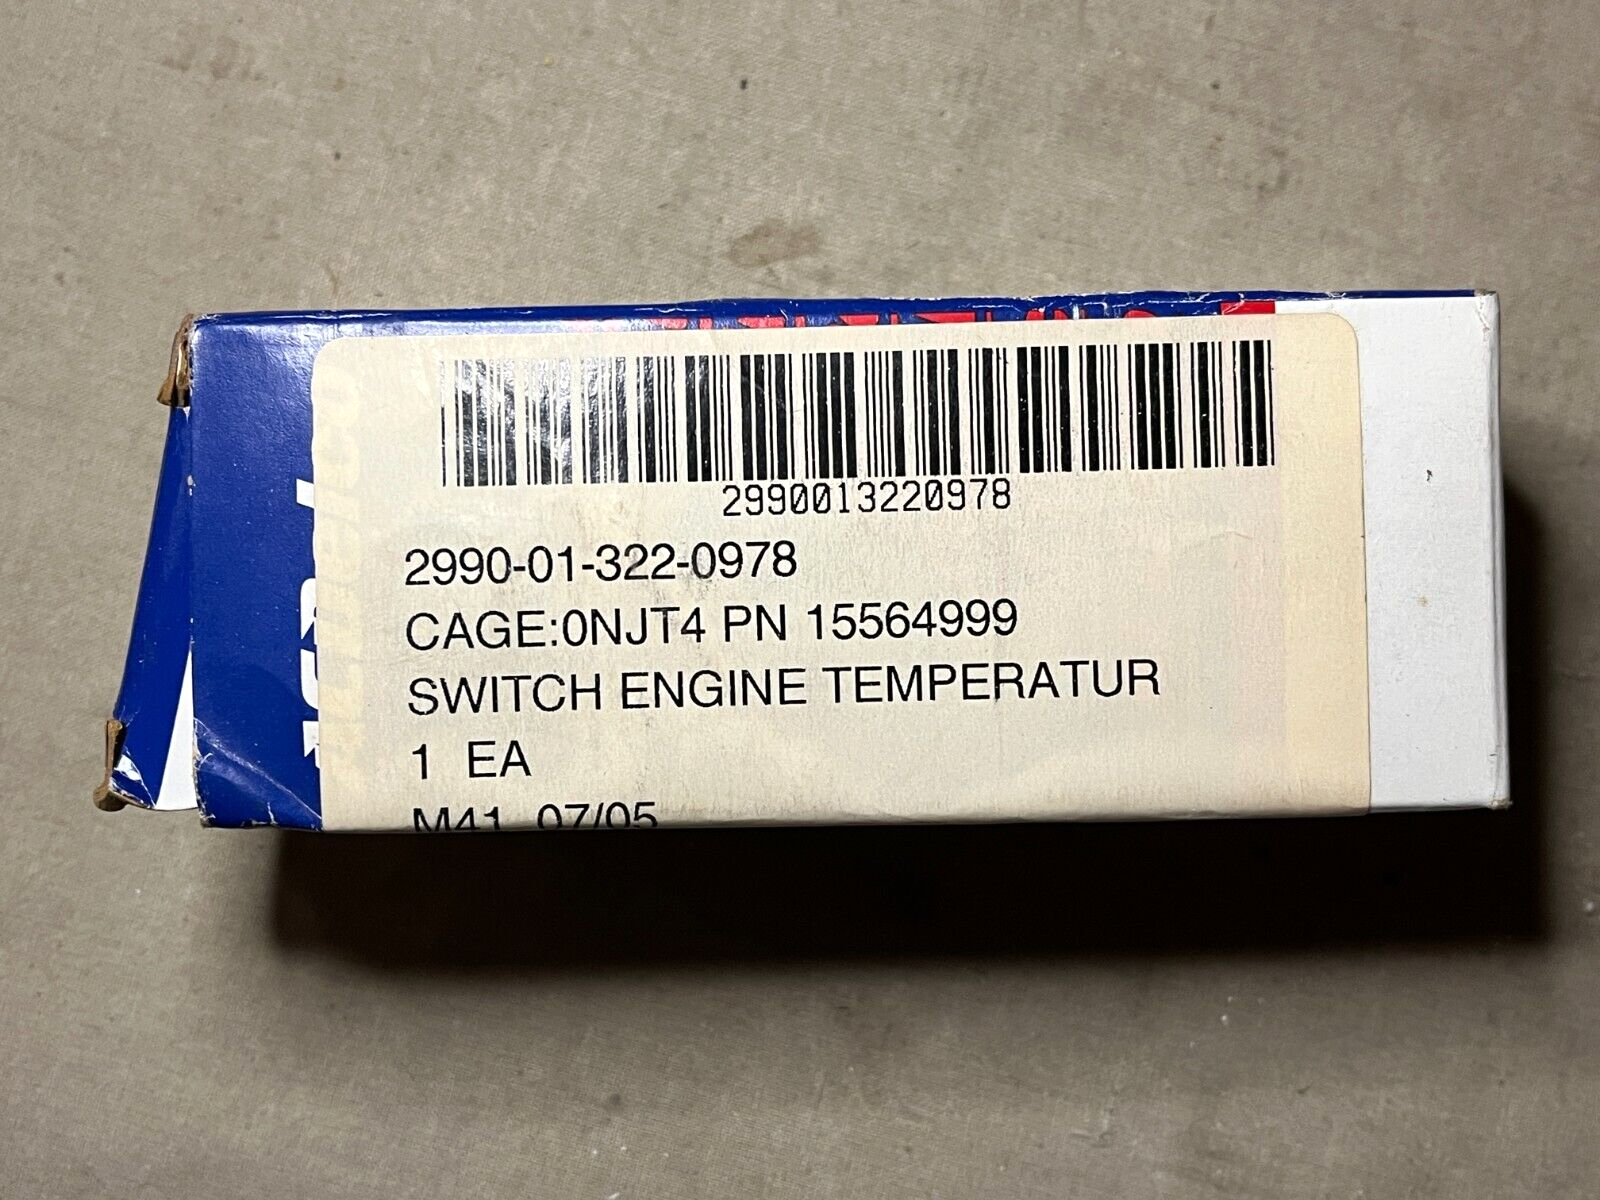 2990013220978
2990-01-322-0978
CAGE:0NJT4 PN 15564999
SWITCH ENGINE TEMPERATUR
1 EA
M41 07/05